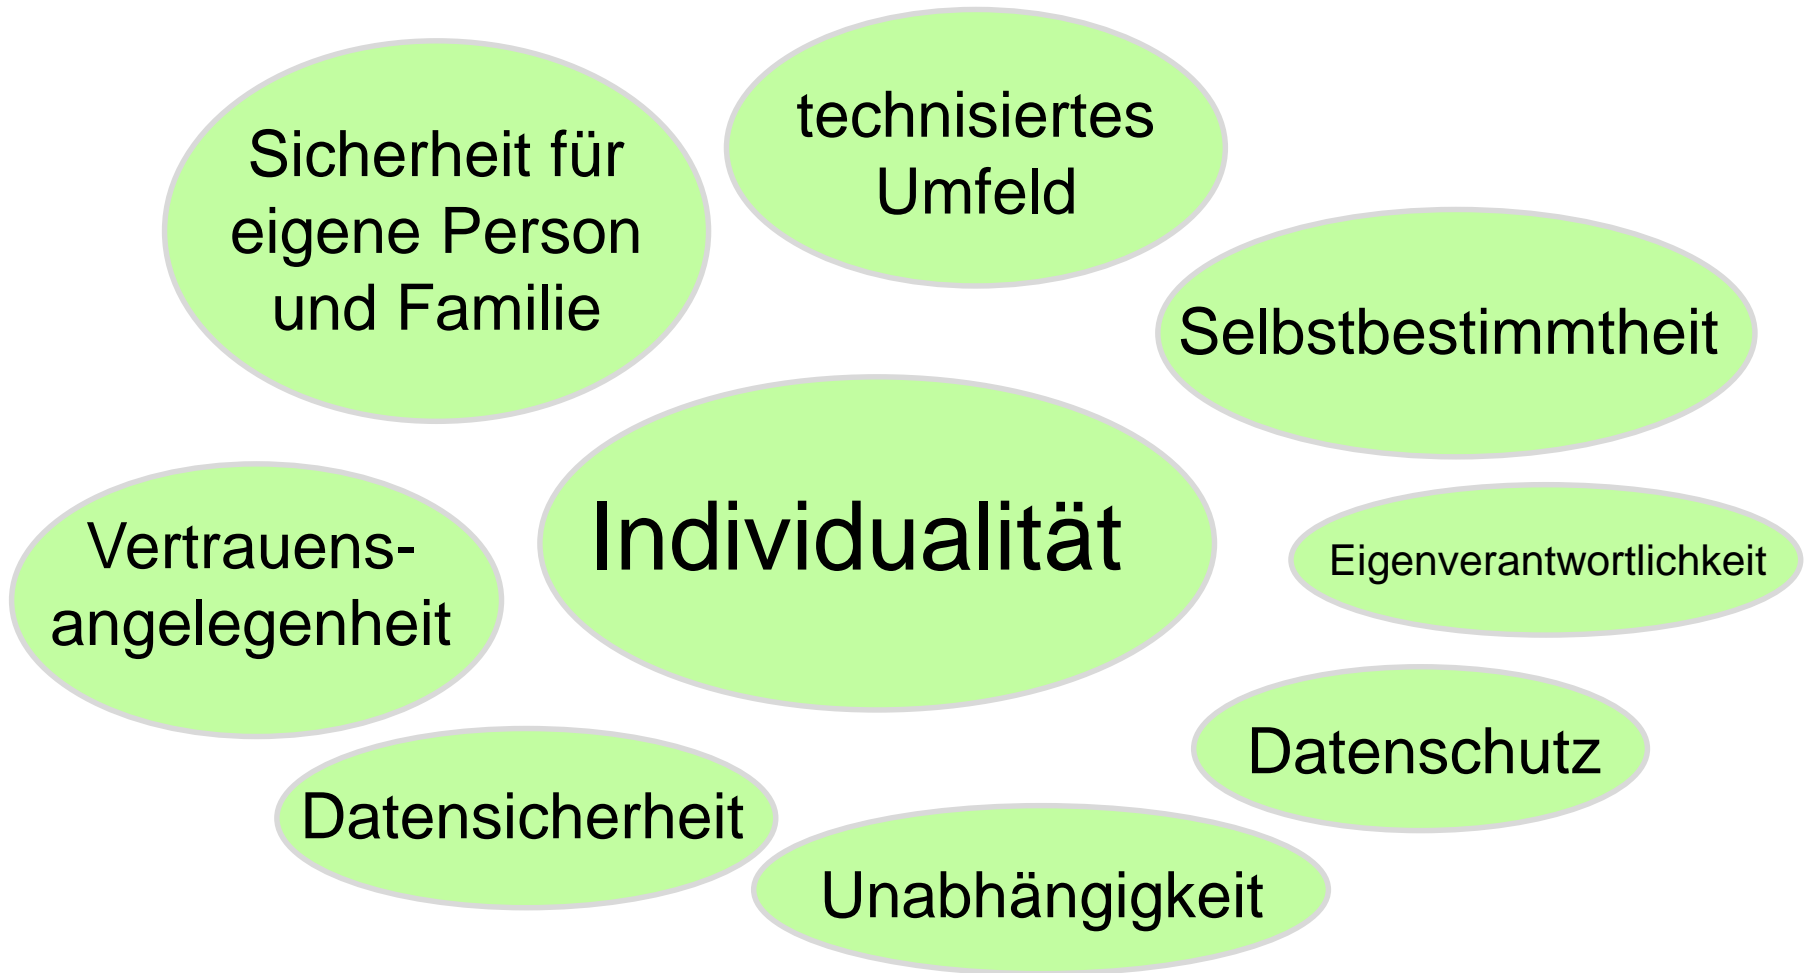 Sicherheit für
eigene Person
und Familie
technisiertes
Umfeld
Selbstbestimmtheit
Individualität
Vertrauens-
angelegenheit
Eigenverantwortlichkeit
Datenschutz
Datensicherheit
Unabhängigkeit